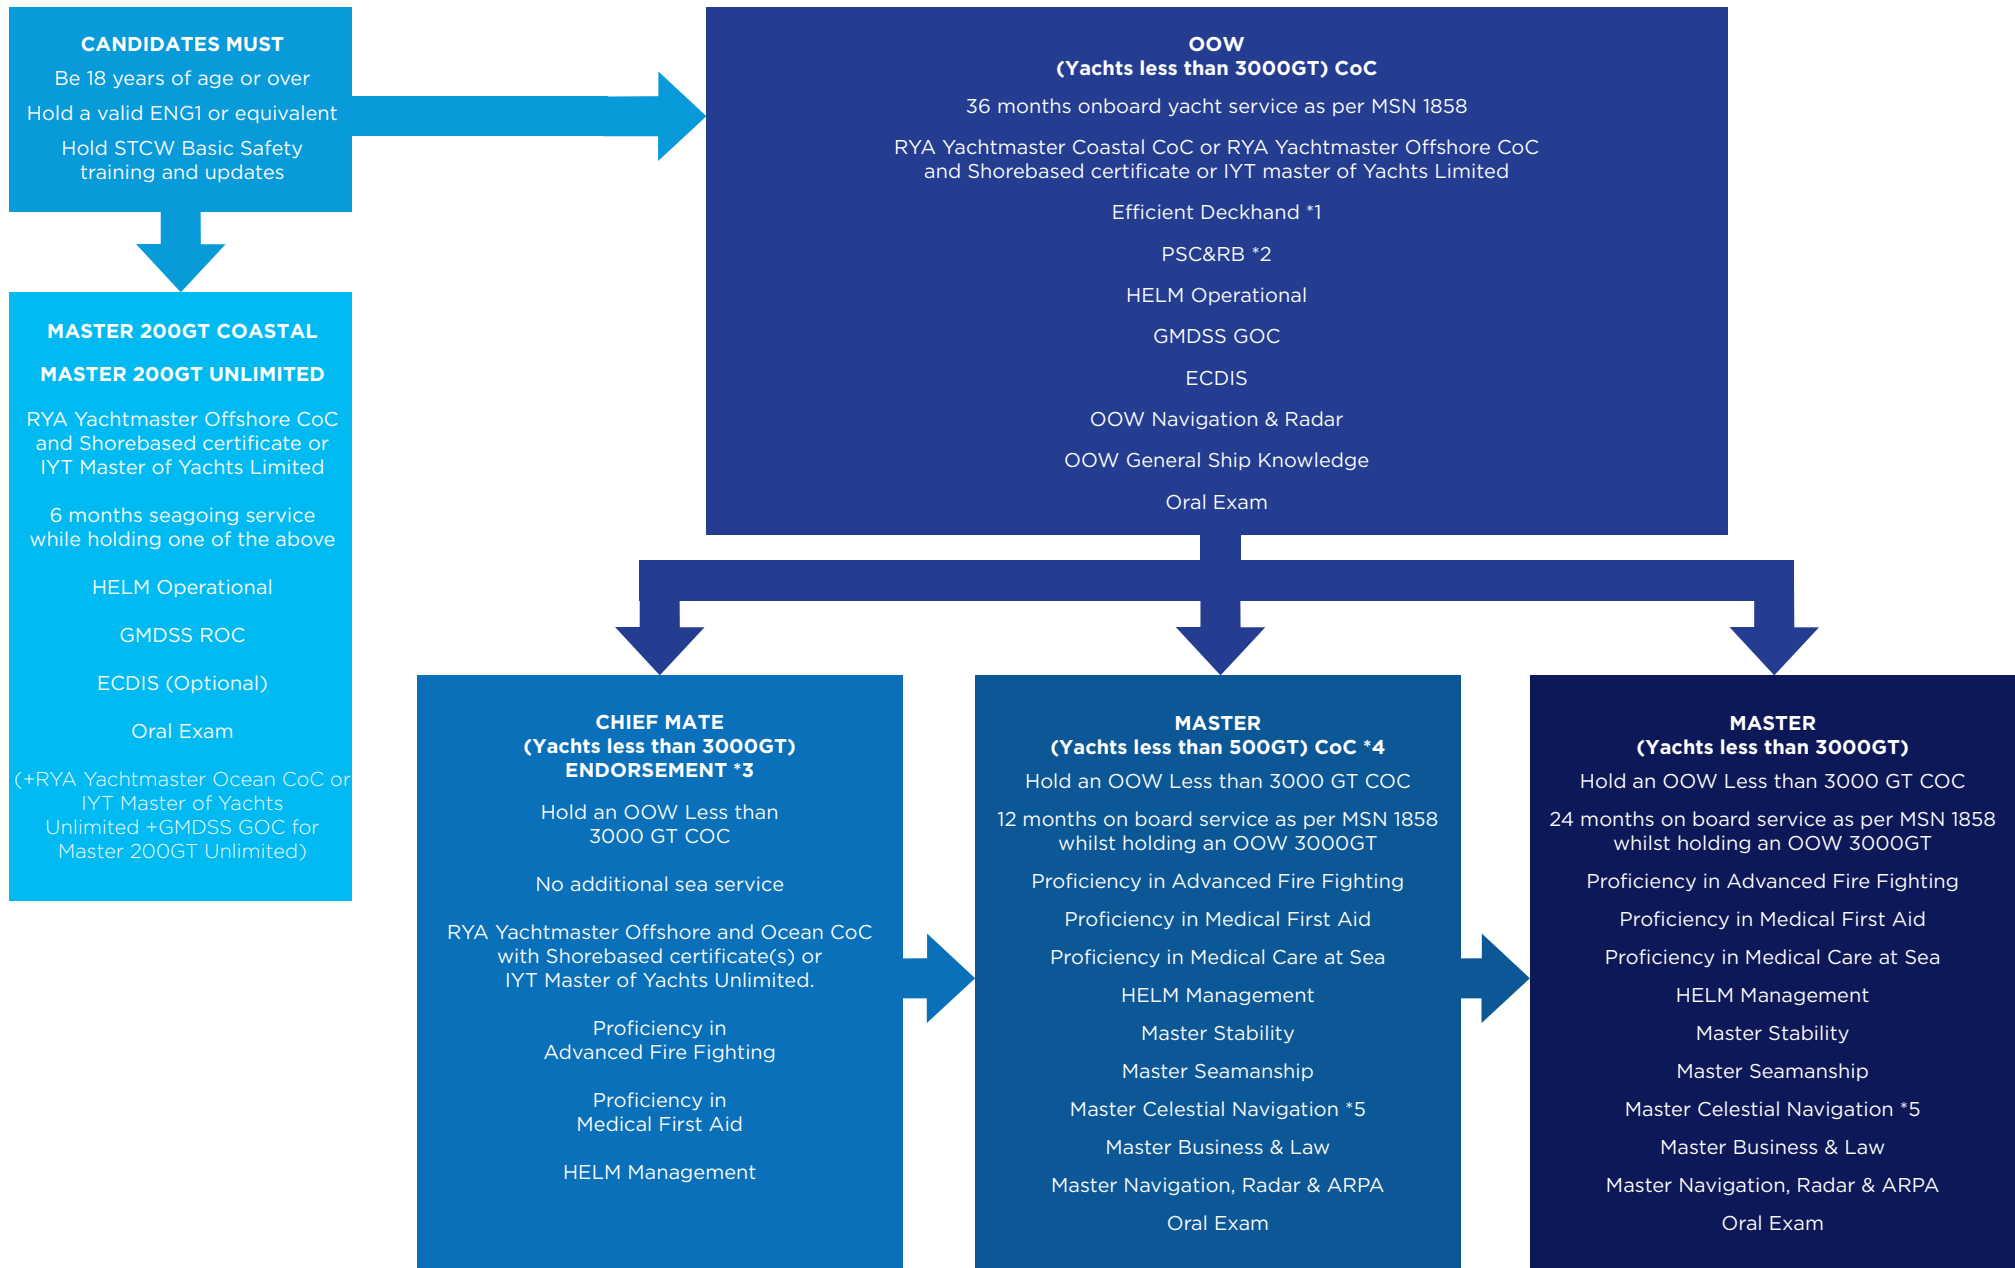 CANDIDATES MUST
Be 18 years of age or over
Hold a valid ENG1 or equivalent
Hold STCW Basic Safety
training and updates
OOW
(Yachts less than 3000GT) CoC
36 months onboard yacht service as per MSN 1858
RYA Yachtmaster Coastal CoC or RYA Yachtmaster Offshore CoC
and Shorebased certificate or IYT master of Yachts Limited
Efficient Deckhand *1
PSC&RB *2
HELM Operational
GMDSS GOC
ECDIS
OOW Navigation & Radar
OOW General Ship Knowledge
Oral Exam
MASTER 200GT COASTAL
MASTER 200GT UNLIMITED
RYA Yachtmaster Offshore CoC
and Shorebased certificate or
IYT Master of Yachts Limited
6 months seagoing service
while holding one of the above
HELM Operational
GMDSS ROC
ECDIS (Optional)
Oral Exam
(+RYA Yachtmaster Ocean CoC or
IYT Master of Yachts
Unlimited +GMDSS GOC for
Master 200GT Unlimited)
CHIEF MATE
(Yachts less than 3000GT)
ENDORSEMENT *3
Hold an OOW Less than
3000 GT COC
No additional sea service
RYA Yachtmaster Offshore and Ocean CoC
with Shorebased certificate(s) or
IYT Master of Yachts Unlimited.
Proficiency in
Advanced Fire Fighting
Proficiency in
Medical First Aid
HELM Management
MASTER
(Yachts less than 500GT) CoC *4
Hold an OOW Less than 3000 GT COC
12 months on board service as per MSN 1858
whilst holding an OOW 3000GT
Proficiency in Advanced Fire Fighting
Proficiency in Medical First Aid
Proficiency in Medical Care at Sea
HELM Management
Master Stability
Master Seamanship
Master Celestial Navigation *5
Master Business & Law
Master Navigation, Radar & ARPA
Oral Exam
MASTER
(Yachts less than 3000GT)
Hold an OOW Less than 3000 GT COC
24 months on board service as per MSN 1858
whilst holding an OOW 3000GT
Proficiency in Advanced Fire Fighting
Proficiency in Medical First Aid
Proficiency in Medical Care at Sea
HELM Management
Master Stability
Master Seamanship
Master Celestial Navigation *5
Master Business & Law
Master Navigation, Radar & ARPA
Oral Exam